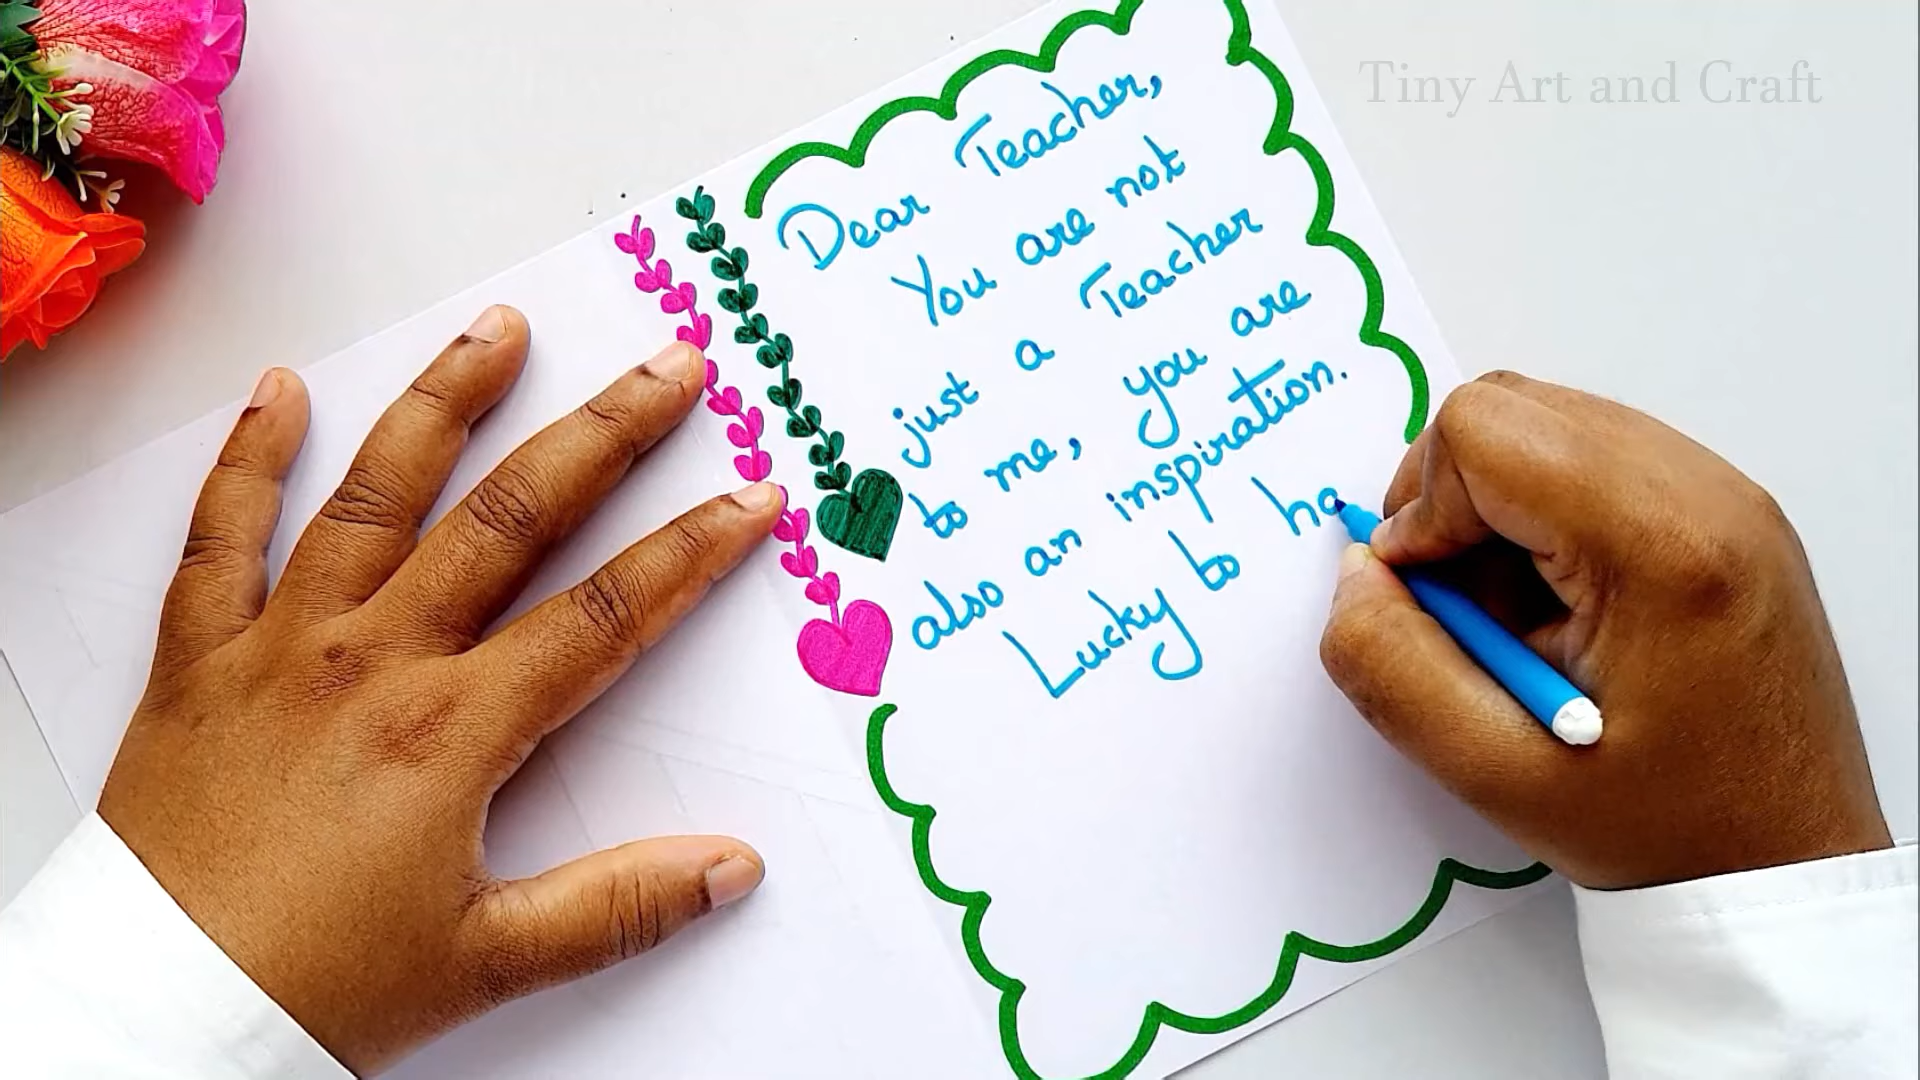 Tiny Art and Craft
Dear Teacher,
You are not
just a Teacher
to me, you are
also an inspiration.
Lucky to ha